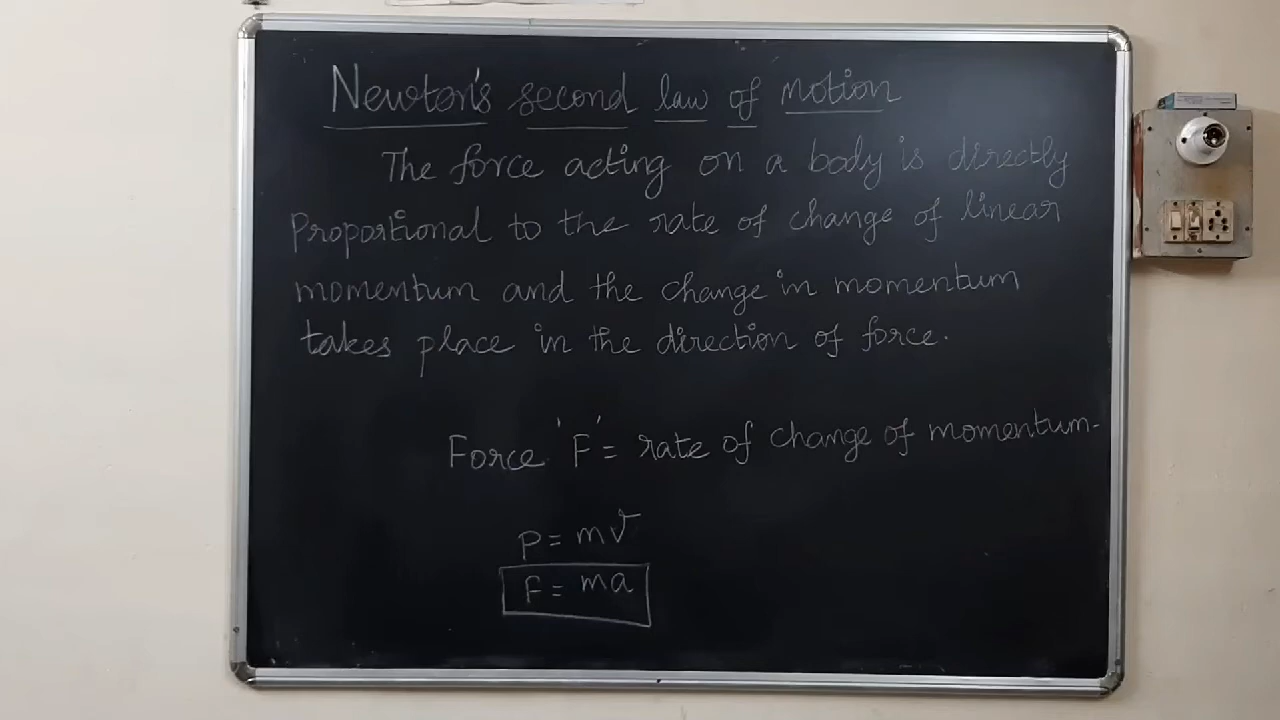 Newton's second law of motion
The force acting on a body is directly
proportional to the rate of change of linear
momentum and the change in momentum
takes place in the direction of force.
Force 'F' = rate of change of momentum.
P = mv
F = ma